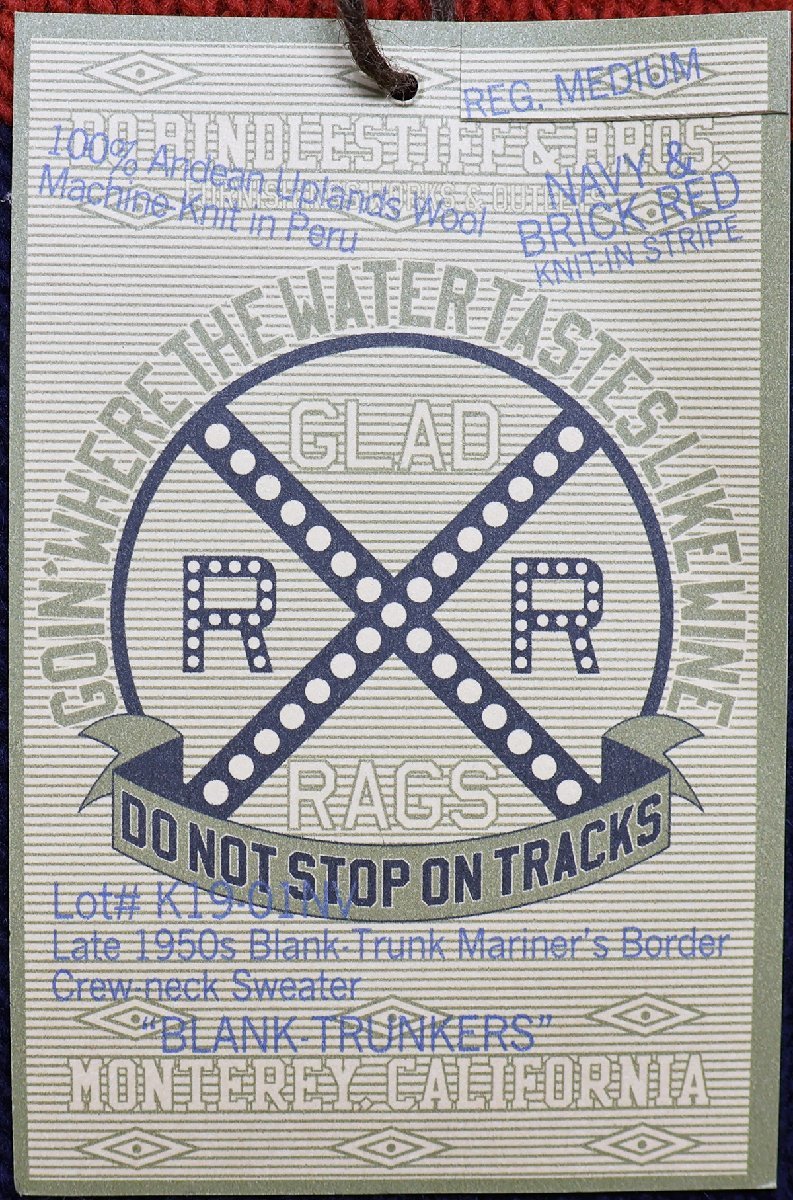 REG. MEDIUM
BINDLESTIFF & BROS.
100% Andean Uplands Wool
Machine-Knit in Peru
NAVY &
BRICK RED
KNIT-IN STRIPE
GOIN' WHERE THE WATER TASTES LIKE WINE
GLAD
R R
RAGS
DO NOT STOP ON TRACKS
Lot# K19-01NV
Late 1950s Blank-Trunk Mariner's Border
Crew-neck Sweater
"BLANK-TRUNKERS"
MONTEREY, CALIFORNIA